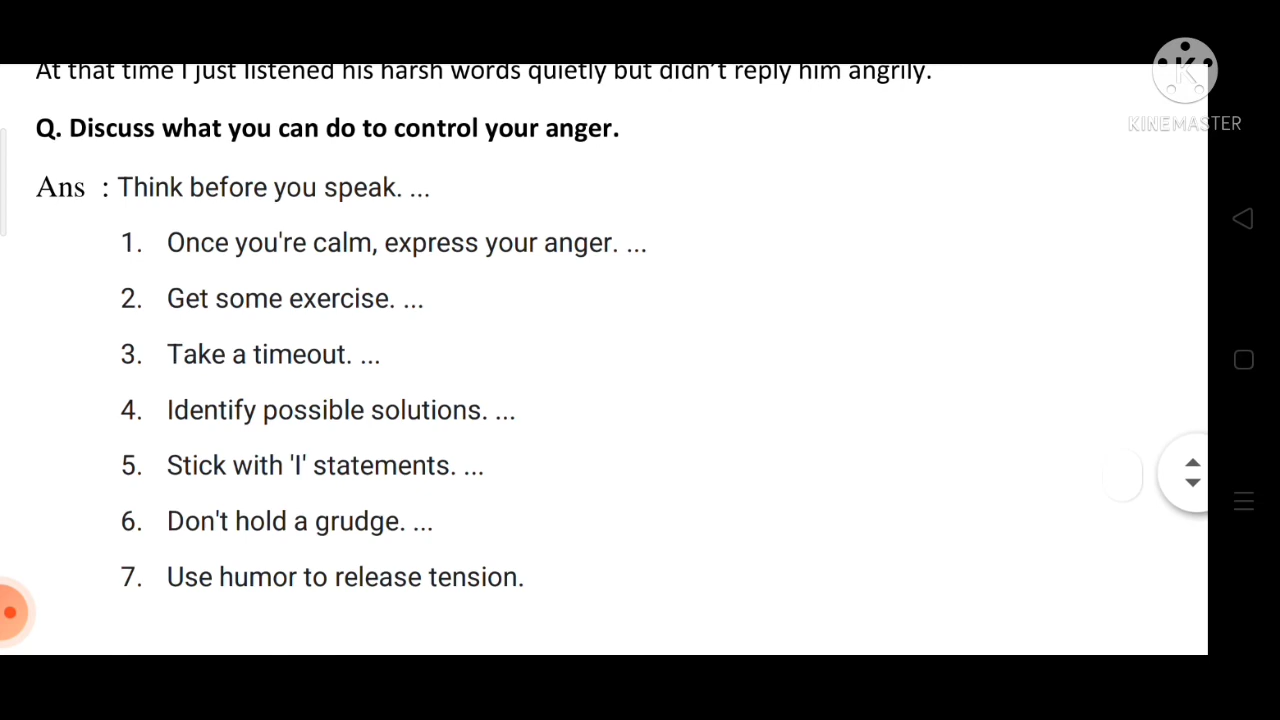 At that time I just listened his harsh words quietly but didn't reply him angrily.
KINEMASTER
Q. Discuss what you can do to control your anger.
Ans : Think before you speak. ...
1. Once you're calm, express your anger. ...
2. Get some exercise. ...
3. Take a timeout. ...
4. Identify possible solutions. ...
5. Stick with 'I' statements. ...
6. Don't hold a grudge. ...
7. Use humor to release tension.